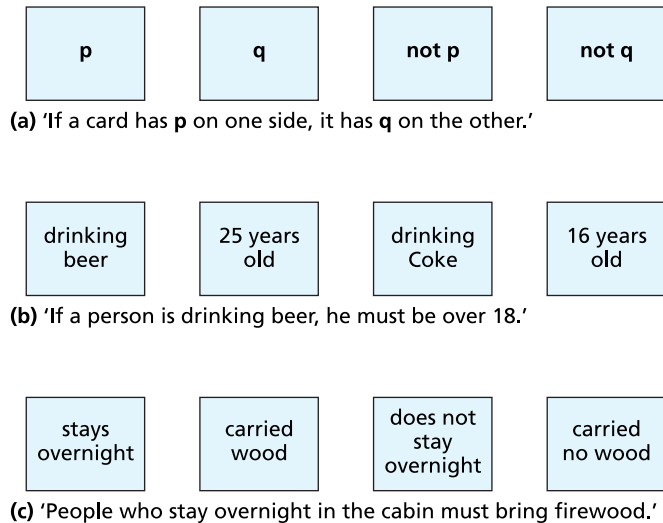 p q not p not q
(a) ‘If a card has p on one side, it has q on the other.’
drinking beer 25 years old drinking Coke 16 years old
(b) ‘If a person is drinking beer, he must be over 18.’
stays overnight carried wood does not stay overnight carried no wood
(c) ‘People who stay overnight in the cabin must bring firewood.’